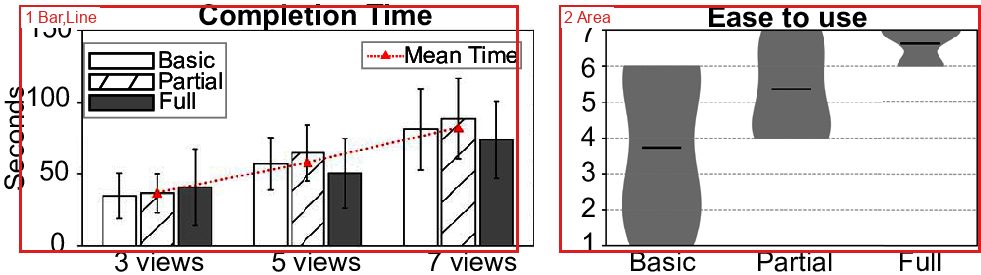 1 Bar,Line
Completion Time
150
100
50
0
Seconds
Basic
Partial
Full
Mean Time
3 views
5 views
7 views
2 Area
Ease to use
7
6
5
4
3
2
1
Basic
Partial
Full